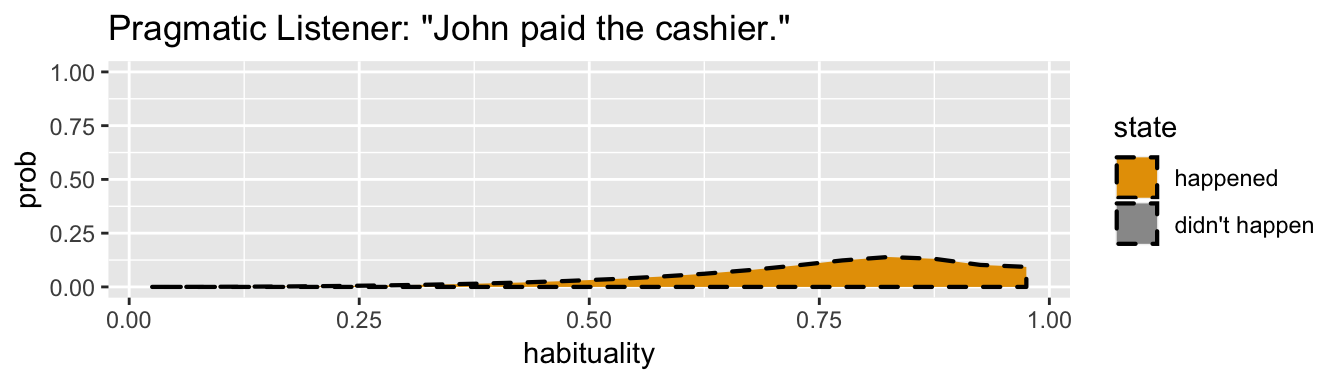 Pragmatic Listener: "John paid the cashier."
1.00
0.75
0.50
0.25
0.00
prob
0.00 0.25 0.50 0.75 1.00
habituality
state
happened
didn't happen